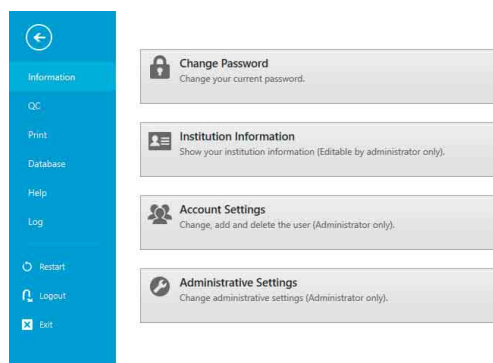 Information
QC
Print
Database
Help
Log
Restart
Logout
Exit
Change Password
Change your current password.
Institution Information
Show your institution information (Editable by administrator only).
Account Settings
Change, add and delete the user (Administrator only).
Administrative Settings
Change administrative settings (Administrator only).